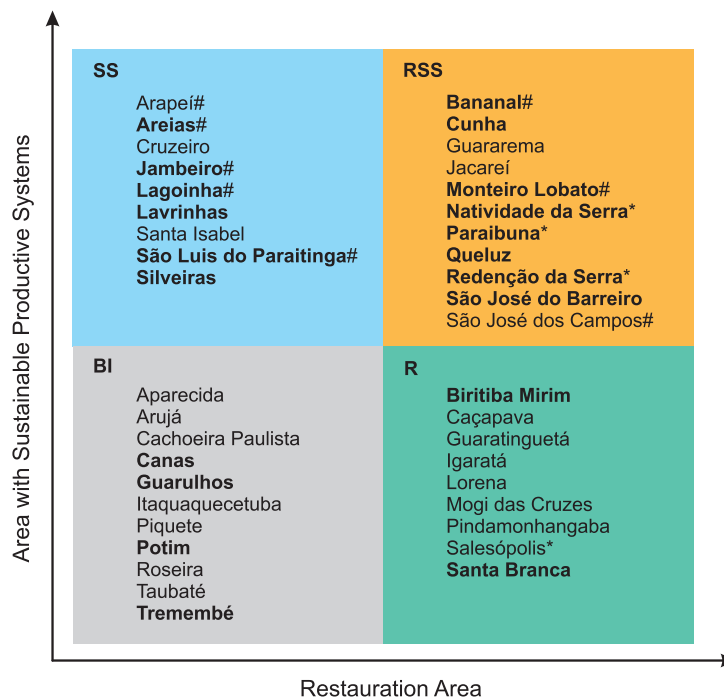 Area with Sustainable Productive Systems
SS
Arapeí#
Areias#
Cruzeiro
Jambeiro#
Lagoinha#
Lavrinhas
Santa Isabel
São Luis do Paraitinga#
Silveiras
RSS
Bananal#
Cunha
Guararema
Jacareí
Monteiro Lobato#
Natividade da Serra*
Paraibuna*
Queluz
Redenção da Serra*
São José do Barreiro
São José dos Campos#
BI
Aparecida
Arujá
Cachoeira Paulista
Canas
Guarulhos
Itaquaquecetuba
Piquete
Potim
Roseira
Taubaté
Tremembé
R
Biritiba Mirim
Caçapava
Guaratinguetá
Igaratá
Lorena
Mogi das Cruzes
Pindamonhangaba
Salesópolis*
Santa Branca
Restauration Area